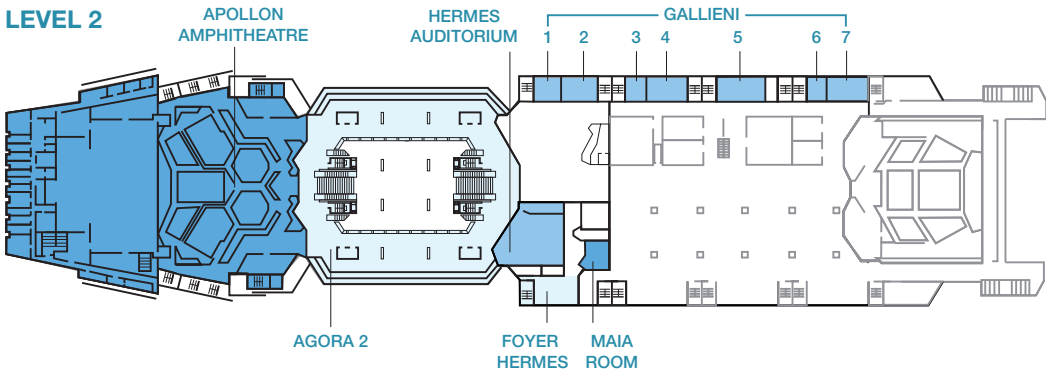 LEVEL 2
APOLLON
AMPHITHEATRE
HERMES
AUDITORIUM
GALLIENI
1 2 3 4 5 6 7
AGORA 2
FOYER
HERMES
MAIA
ROOM